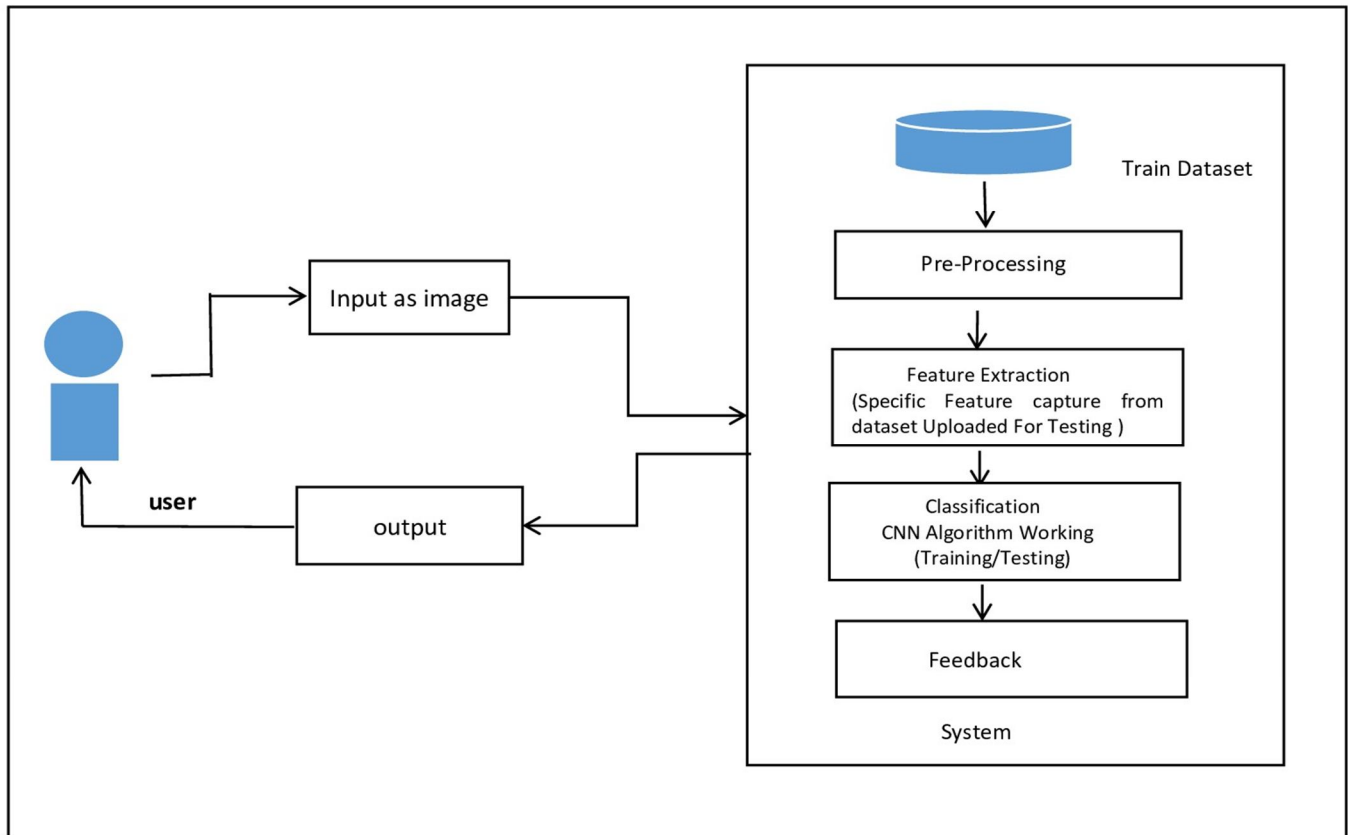 Train Dataset
Pre-Processing
Input as image
Feature Extraction
(Specific Feature capture from
dataset Uploaded For Testing )
user
output
Classification
CNN Algorithm Working
(Training/Testing)
Feedback
System